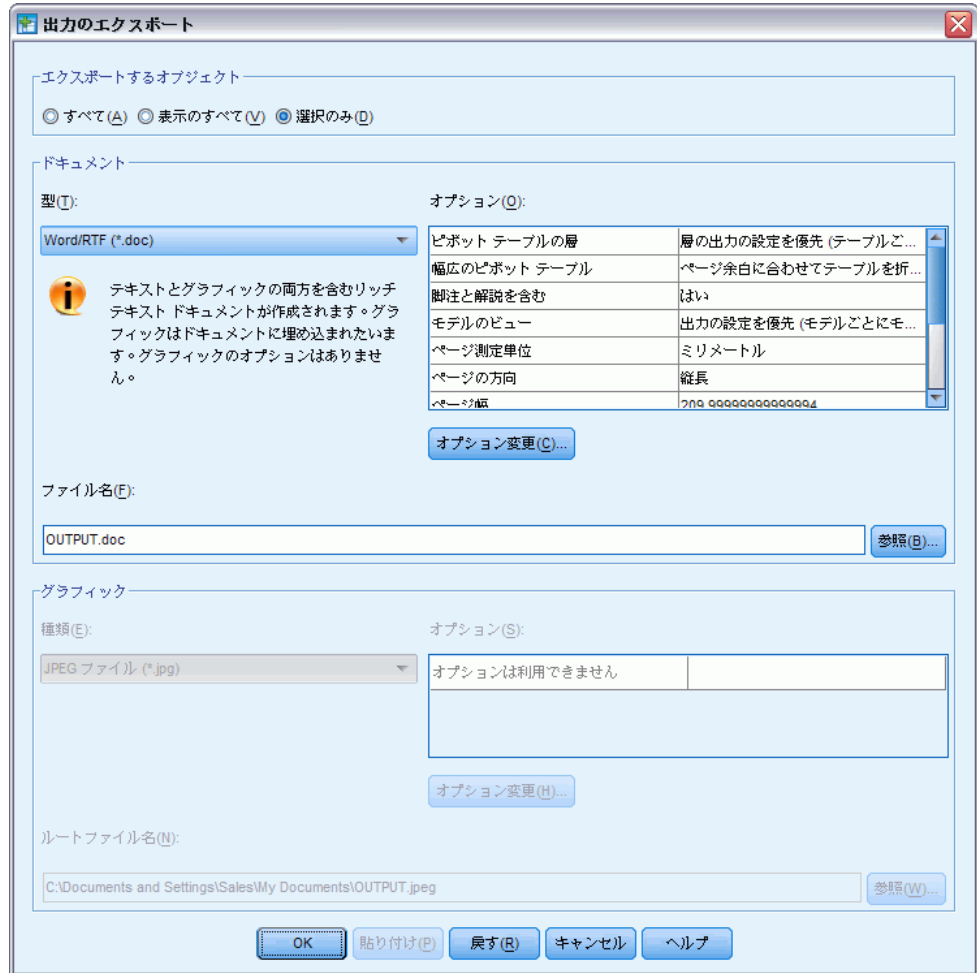 出力のエクスポート
エクスポートするオブジェクト
すべて(A) 表示のすべて(V) 選択のみ(D)
ドキュメント
型(T):
Word/RTF (*.doc)
テキストとグラフィックの両方を含むリッチ
テキスト ドキュメントが作成されます。グラ
フィックはドキュメントに埋め込まれたいま
す。グラフィックのオプションはありませ
ん。
オプション(O):
ピボット テーブルの層 層の出力の設定を優先 (テーブルご...
幅広のピボット テーブル ページ余白に合わせてテーブルを折...
脚注と解説を含む はい
モデルのビュー 出力の設定を優先 (モデルごとにモ...
ページ測定単位 ミリメートル
ページの方向 縦長
ページ幅 209.99999999999994
オプション変更(C)...
ファイル名(F):
OUTPUT.doc 参照(B)...
グラフィック
種類(E):
JPEG ファイル (*.jpg)
オプション(S):
オプションは利用できません
オプション変更(H)...
ルートファイル名(N):
C:\Documents and Settings\Sales\My Documents\OUTPUT.jpeg 参照(W)...
OK 貼り付け(P) 戻す(R) キャンセル ヘルプ